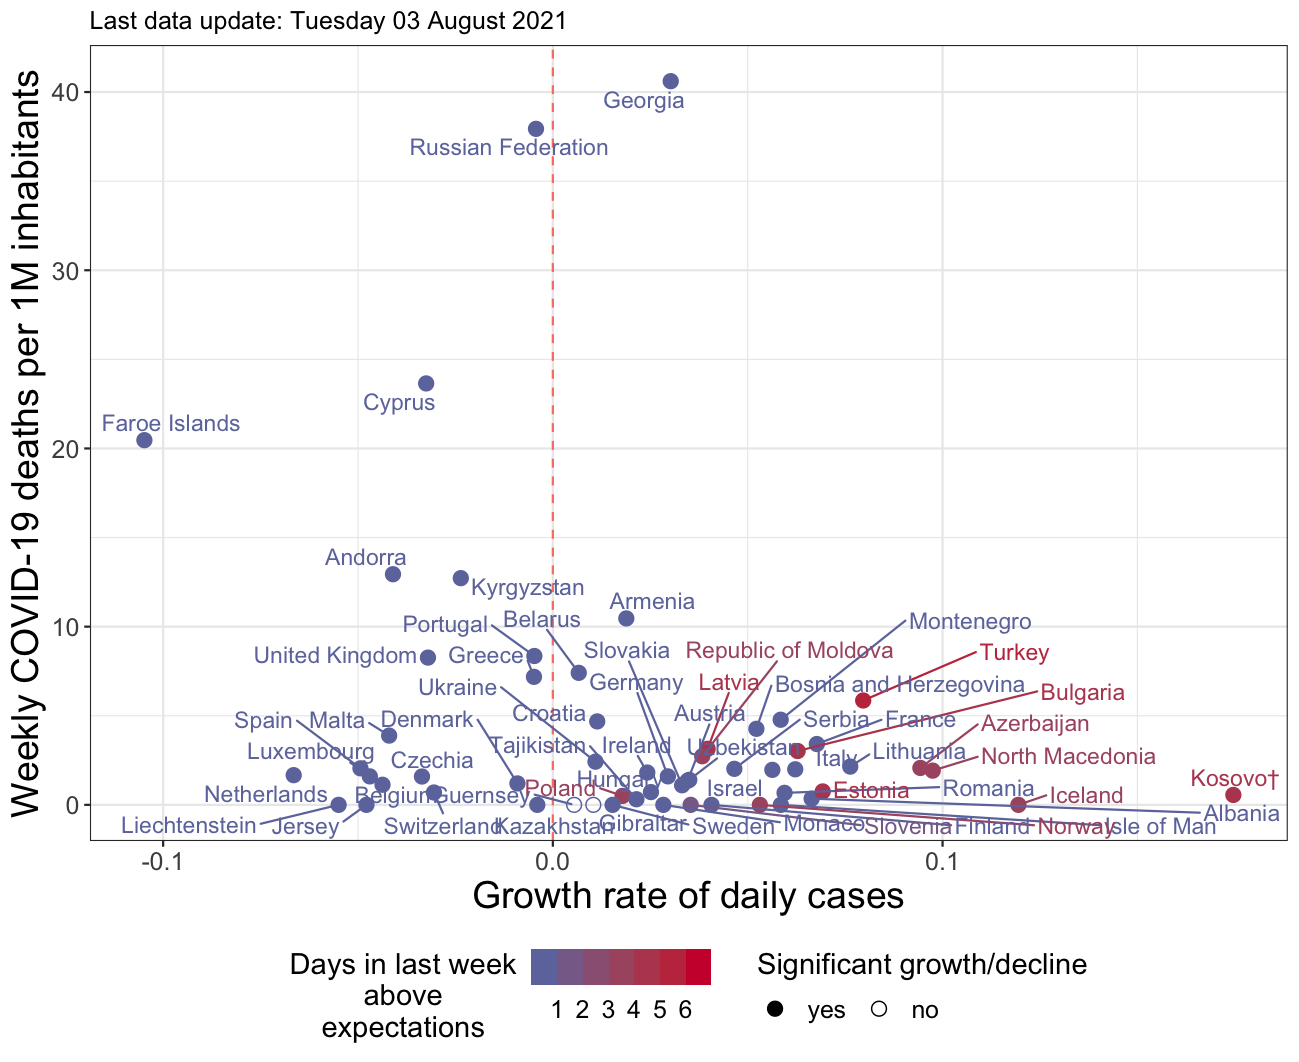 Last data update: Tuesday 03 August 2021
Weekly COVID-19 deaths per 1M inhabitants
40
30
20
10
0
Georgia
Russian Federation
Cyprus
Faroe Islands
Andorra
Kyrgyzstan
Armenia
Portugal
Belarus
Montenegro
United Kingdom
Greece
Slovakia
Republic of Moldova
Turkey
Ukraine
Germany
Latvia
Bosnia and Herzegovina
Bulgaria
Spain
Malta
Denmark
Croatia
Austria
Serbia
France
Azerbaijan
Luxembourg
Czechia
Tajikistan
Ireland
Uzbekistan
Italy
Lithuania
North Macedonia
Netherlands
Belgium
Guernsey
Poland
Hungary
Israel
Estonia
Romania
Iceland
Kosovo†
Albania
Liechtenstein
Jersey
Switzerland
Kazakhstan
Gibraltar
Sweden
Monaco
Slovenia
Finland
Norway
Isle of Man
-0.1
0.0
0.1
Growth rate of daily cases
Days in last week
above
expectations
1 2 3 4 5 6
Significant growth/decline
yes
no